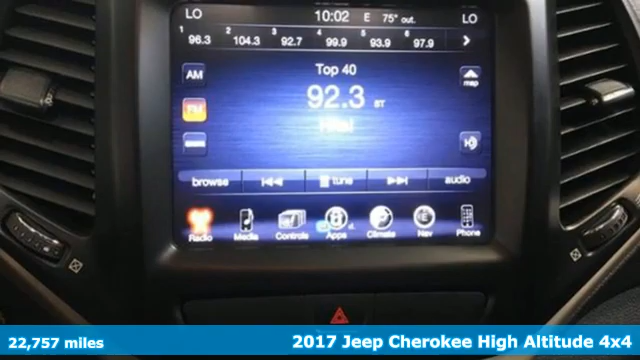 LO 10:02 E 75° out. LO
1 96.3 2 104.3 3 92.7 4 99.9 5 93.9 6 97.9
AM
Top 40
map
FM
92.3 ST
Hits!
browse tune audio
Radio Media Controls Apps Climate Nav Phone
22,757 miles
2017 Jeep Cherokee High Altitude 4x4